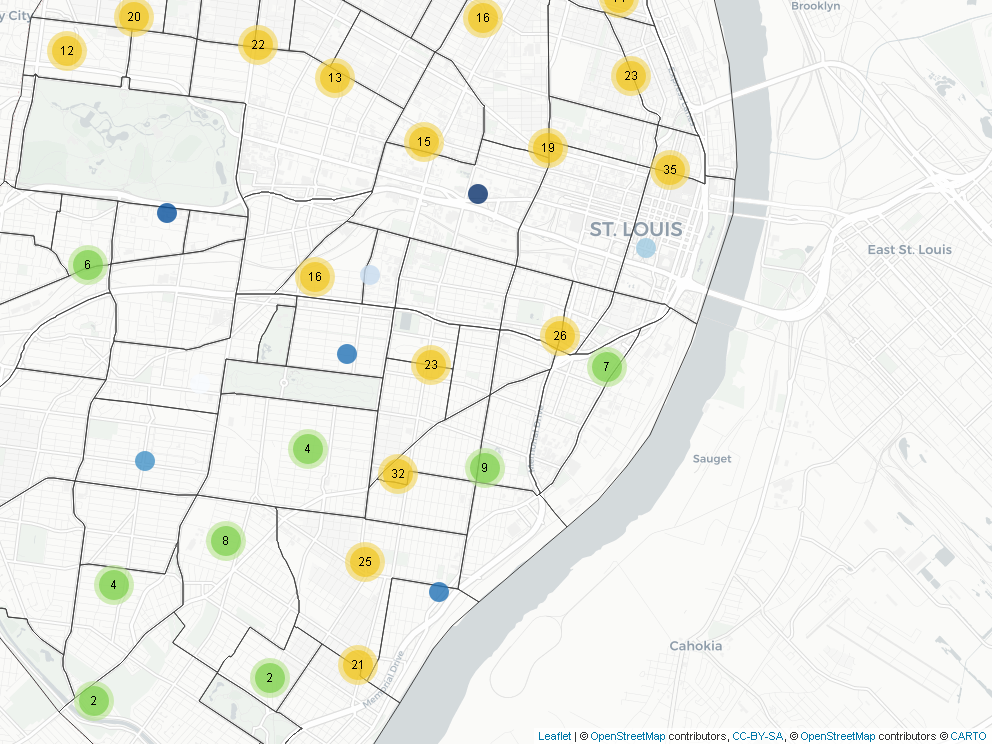 Brooklyn
y City
20
16
12
22
13
23
15
19
35
ST. LOUIS
East St. Louis
6
16
26
23
7
4
32
9
Memorial Drive
Sauget
8
25
4
Cahokia
21
2
Memorial Drive
2
Leaflet | © OpenStreetMap contributors, CC-BY-SA, © OpenStreetMap contributors © CARTO